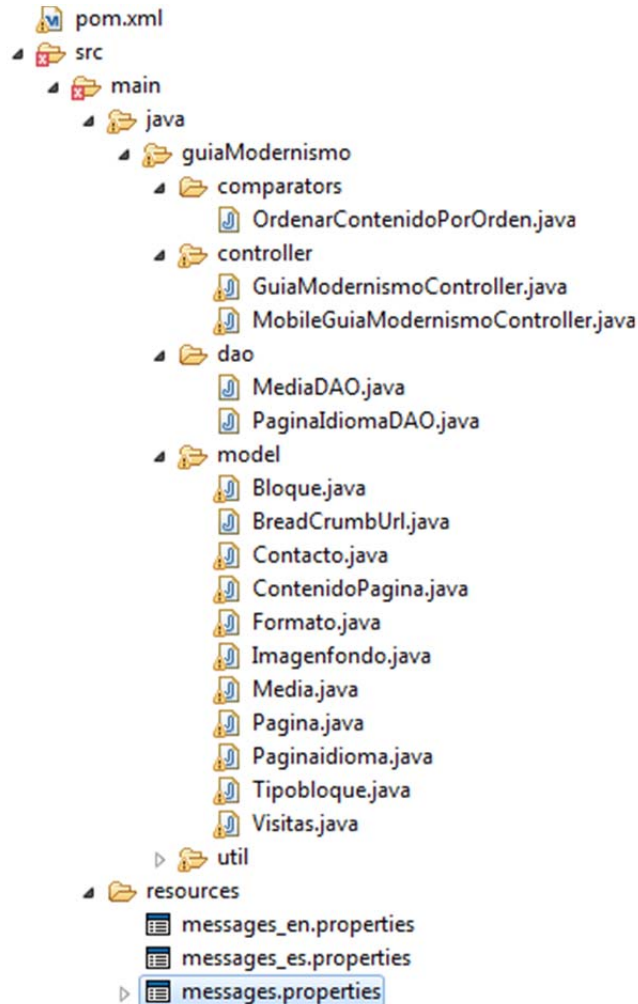 pom.xml
src
main
java
guiaModernismo
comparators
OrdenarContenidoPorOrden.java
controller
GuiaModernismoController.java
MobileGuiaModernismoController.java
dao
MediaDAO.java
PaginaIdiomaDAO.java
model
Bloque.java
BreadCrumbUrl.java
Contacto.java
ContenidoPagina.java
Formato.java
Imagenfondo.java
Media.java
Pagina.java
Paginaidioma.java
Tipobloque.java
Visitas.java
util
resources
messages_en.properties
messages_es.properties
messages.properties